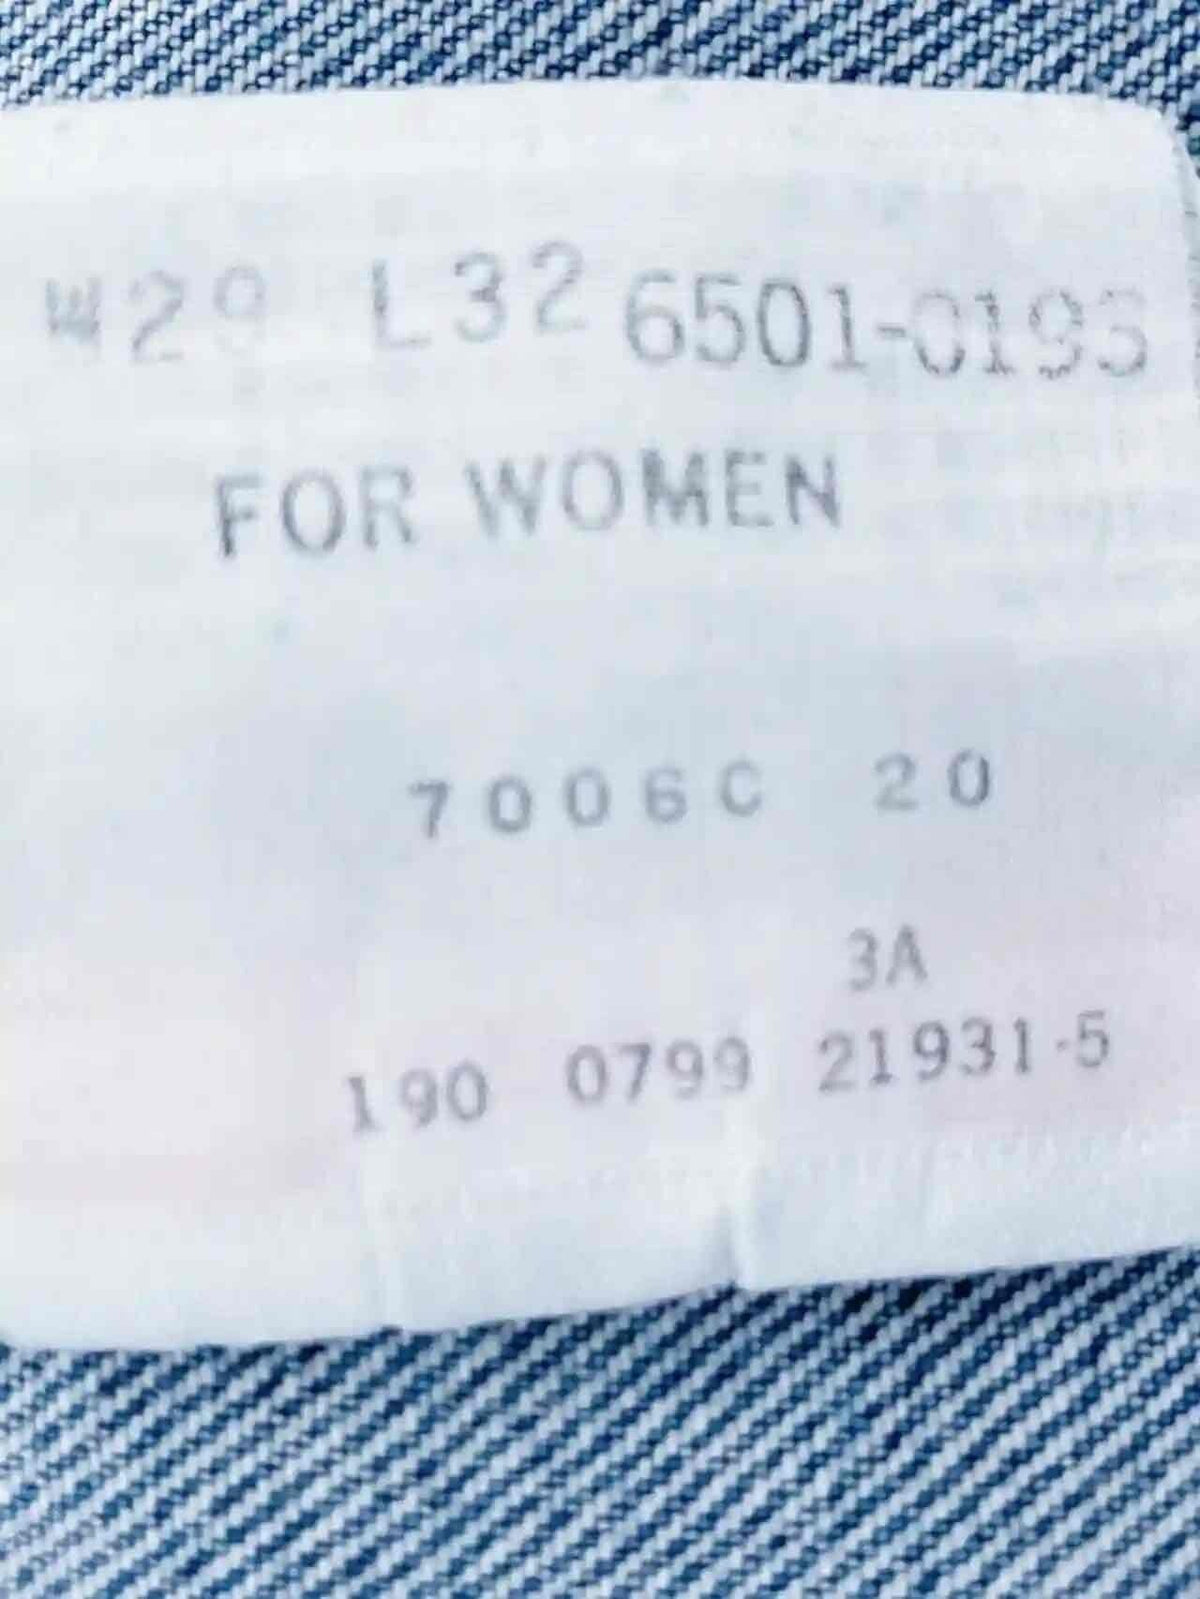 W29 L32 6501-0193
FOR WOMEN
7006C 20
3A
190 0799 21931-5